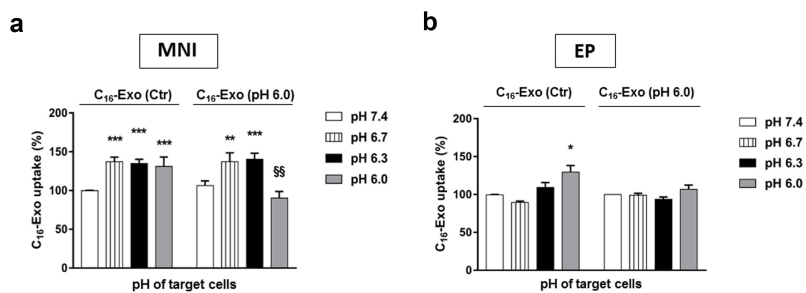 a
MNI
C₁₆-Exo (Ctr) C₁₆-Exo (pH 6.0)
200
150
100
50
0
C₁₆-Exo uptake (%)
*** *** *** ** *** §§
pH of target cells
pH 7.4
pH 6.7
pH 6.3
pH 6.0
b
EP
C₁₆-Exo (Ctr) C₁₆-Exo (pH 6.0)
200
150
100
50
0
C₁₆-Exo uptake (%)
*
pH of target cells
pH 7.4
pH 6.7
pH 6.3
pH 6.0